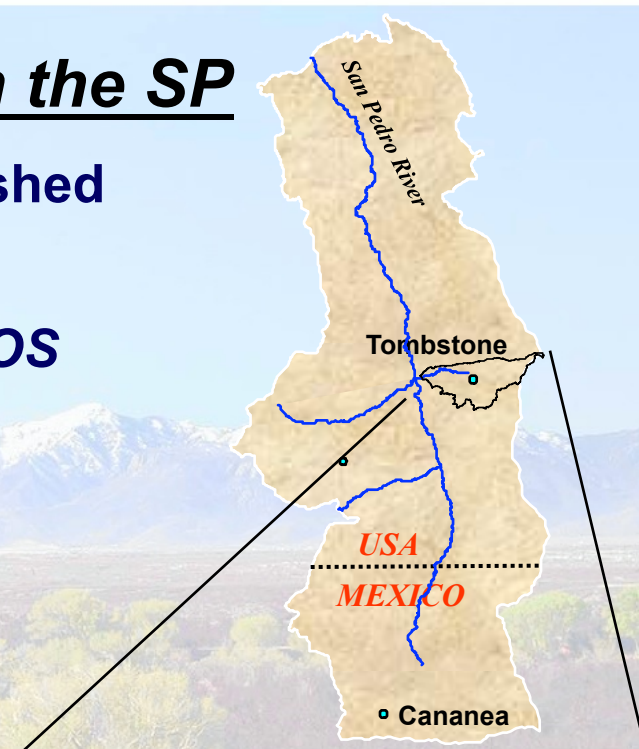 the SP
San Pedro River
shed
OS
Tombstone
USA
MEXICO
Cananea